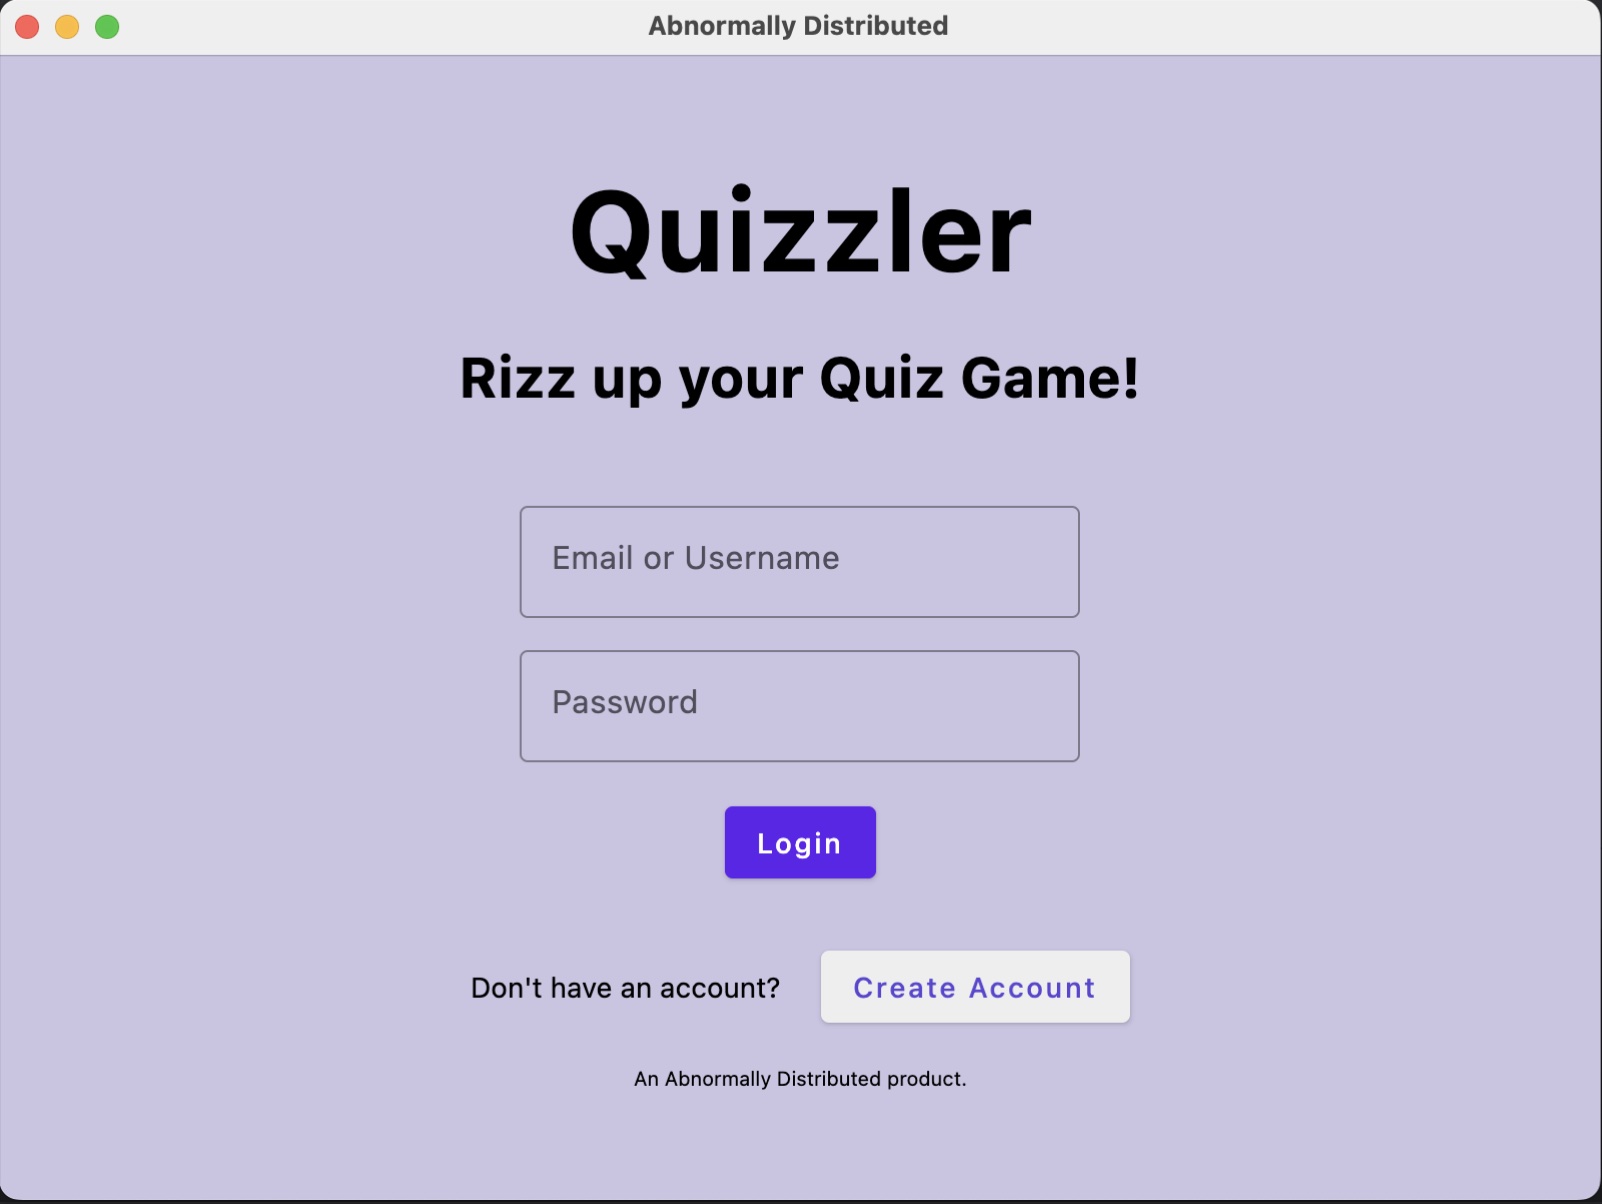 Abnormally Distributed
Quizzler
Rizz up your Quiz Game!
Email or Username
Password
Login
Don't have an account? Create Account
An Abnormally Distributed product.